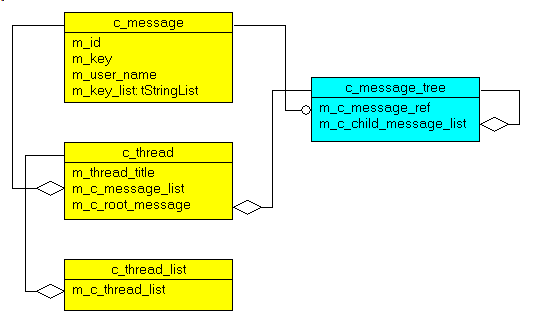 c_message
m_id
m_key
m_user_name
m_key_list: tStringList
c_message_tree
m_c_message_ref
m_c_child_message_list
c_thread
m_thread_title
m_c_message_list
m_c_root_message
c_thread_list
m_c_thread_list